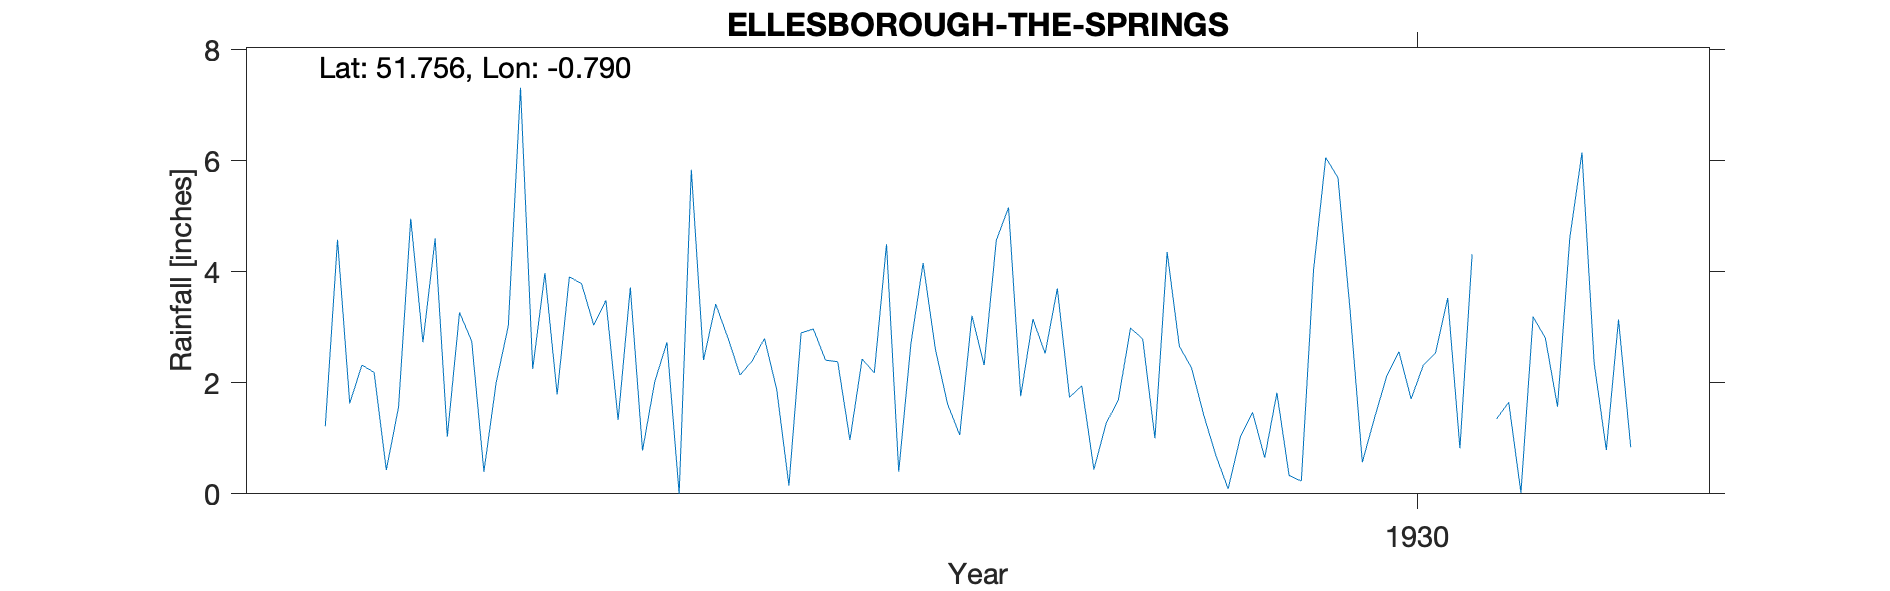 ELLESBOROUGH-THE-SPRINGS
Lat: 51.756, Lon: -0.790
8
6
4
2
0
Rainfall [inches]
1930
Year